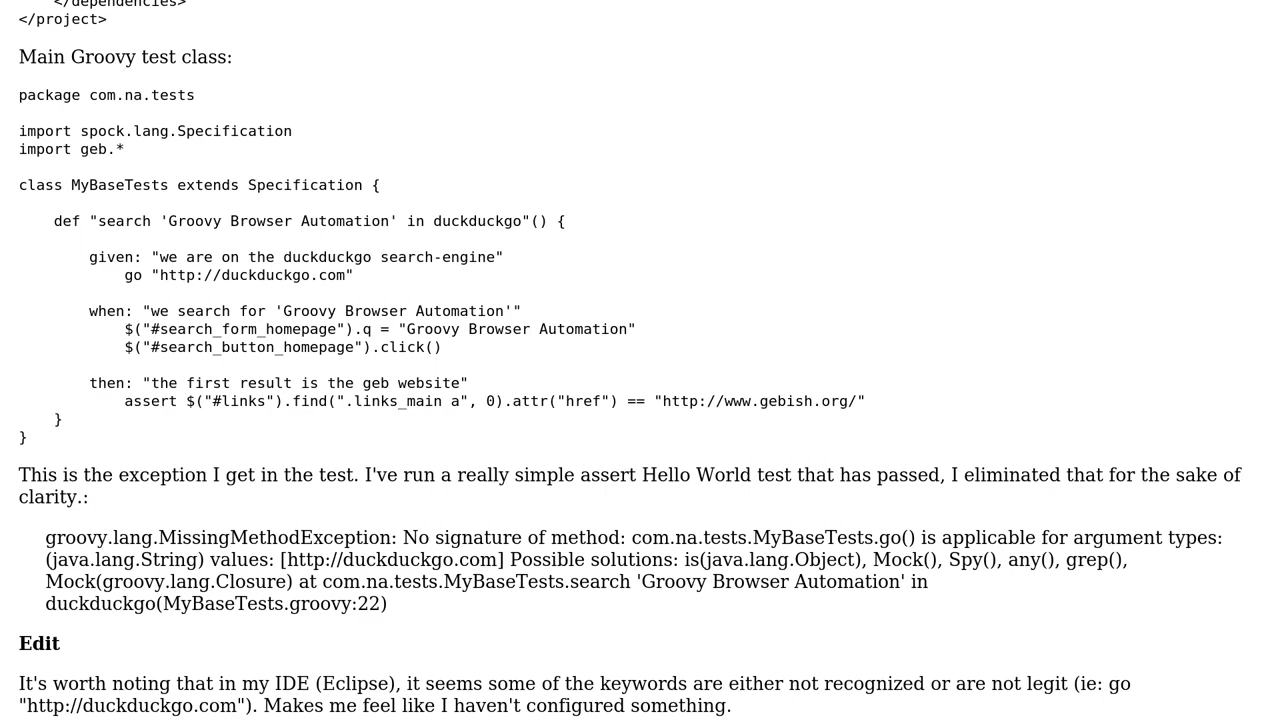 </dependencies>
</project>
Main Groovy test class:
package com.na.tests
import spock.lang.Specification
import geb.*
class MyBaseTests extends Specification {
def "search 'Groovy Browser Automation' in duckduckgo"() {
given: "we are on the duckduckgo search-engine"
go "http://duckduckgo.com"
when: "we search for 'Groovy Browser Automation'"
$("#search_form_homepage").q = "Groovy Browser Automation"
$("#search_button_homepage").click()
then: "the first result is the geb website"
assert $("#links").find(".links_main a", 0).attr("href") == "http://www.gebish.org/"
}
}
This is the exception I get in the test. I've run a really simple assert Hello World test that has passed, I eliminated that for the sake of
clarity.:
groovy.lang.MissingMethodException: No signature of method: com.na.tests.MyBaseTests.go() is applicable for argument types:
(java.lang.String) values: [http://duckduckgo.com] Possible solutions: is(java.lang.Object), Mock(), Spy(), any(), grep(),
Mock(groovy.lang.Closure) at com.na.tests.MyBaseTests.search 'Groovy Browser Automation' in
duckduckgo(MyBaseTests.groovy:22)
Edit
It's worth noting that in my IDE (Eclipse), it seems some of the keywords are either not recognized or are not legit (ie: go
"http://duckduckgo.com"). Makes me feel like I haven't configured something.